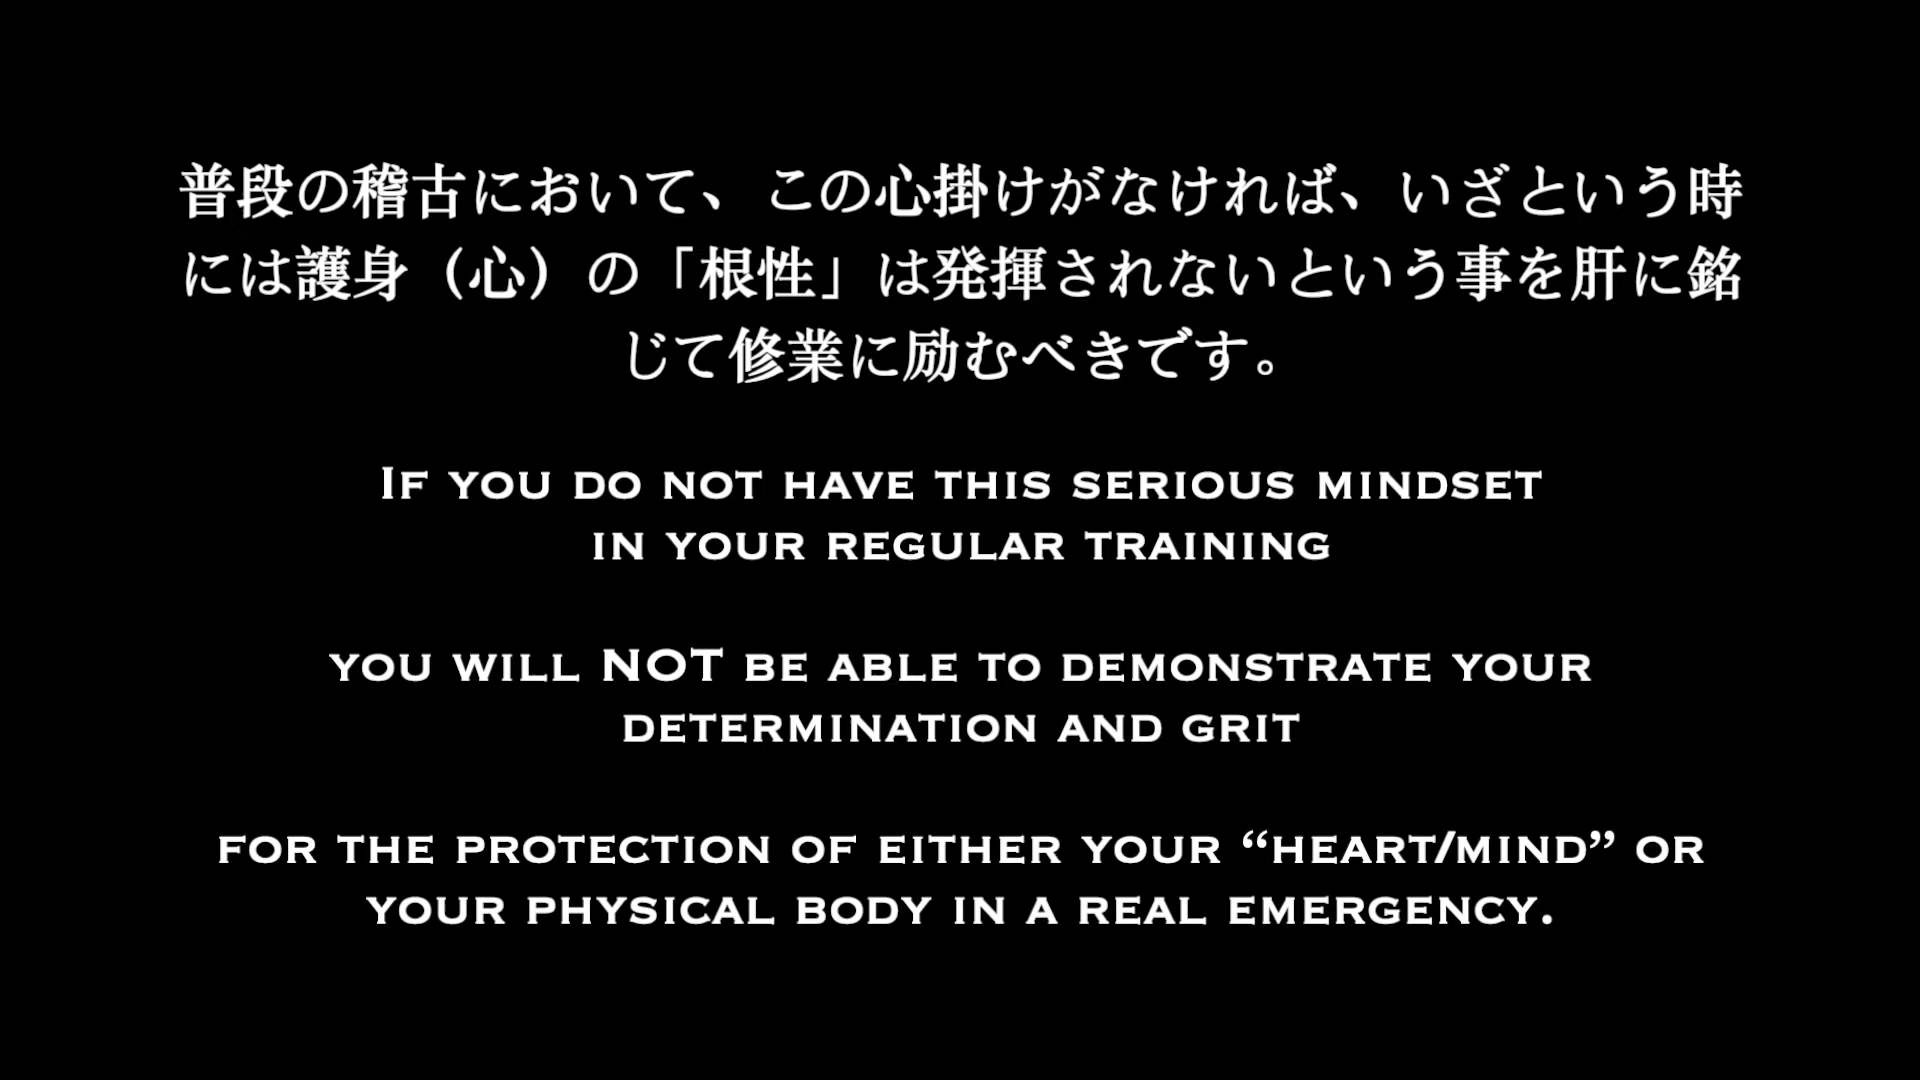 普段の稽古において、この心掛けがなければ、いざという時
には護身（心）の「根性」は発揮されないという事を肝に銘
じて修業に励むべきです。
If you do not have this serious mindset
in your regular training
you will NOT be able to demonstrate your
determination and grit
for the protection of either your “heart/mind” or
your physical body in a real emergency.